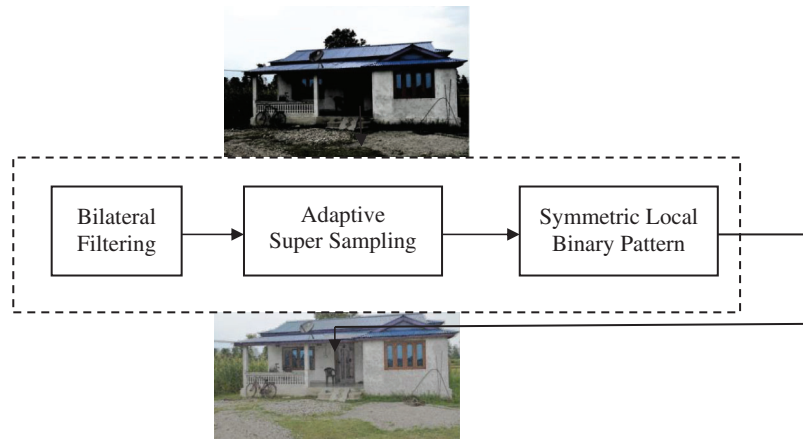 Bilateral
Filtering
Adaptive
Super Sampling
Symmetric Local
Binary Pattern